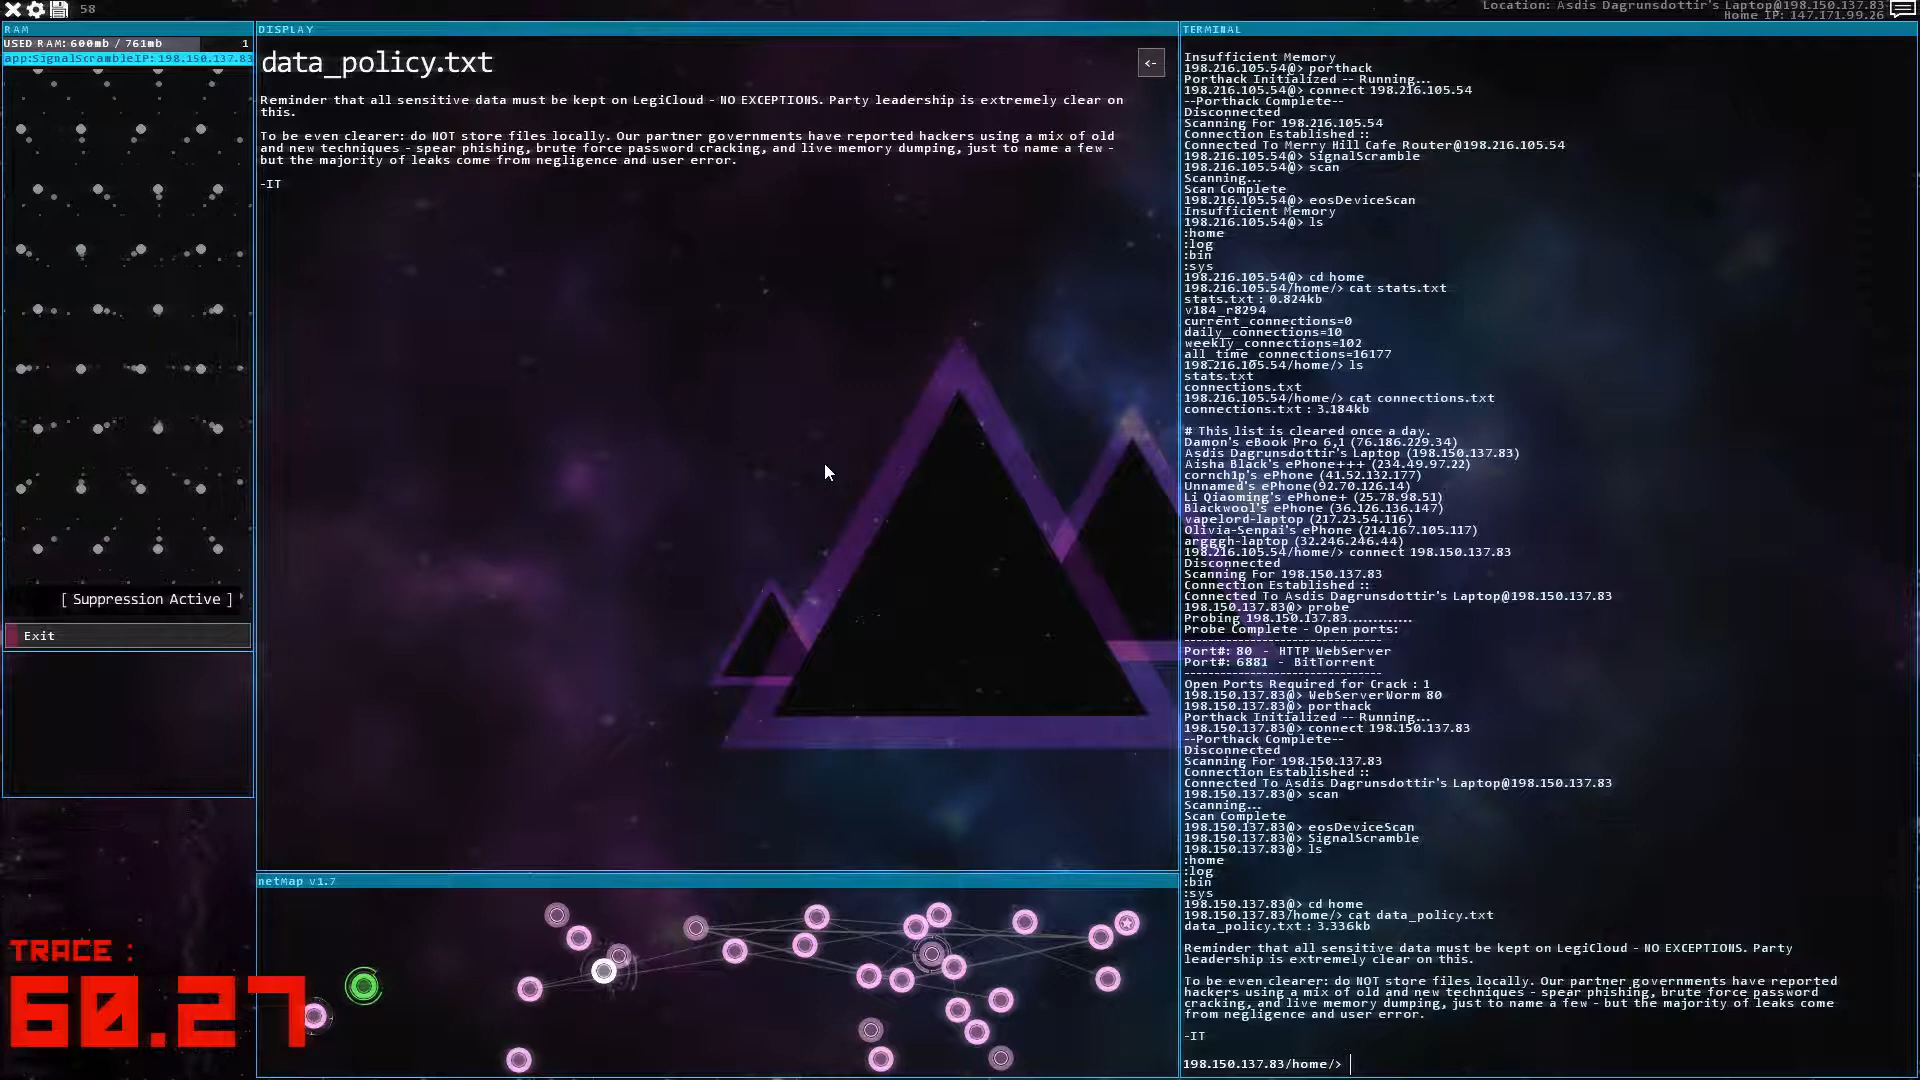 58
Location: Asdis Dagrunsdottir's Laptop@198.150.137.83
Home IP: 147.171.99.26
RAM
USED RAM: 600mb / 761mb 1
app:SignalScrambleIP: 198.150.137.83
[ Suppression Active ]
Exit
TRACE :
60.27
DISPLAY
data_policy.txt
<-
Reminder that all sensitive data must be kept on LegiCloud - NO EXCEPTIONS. Party leadership is extremely clear on
this.
To be even clearer: do NOT store files locally. Our partner governments have reported hackers using a mix of old
and new techniques - spear phishing, brute force password cracking, and live memory dumping, just to name a few -
but the majority of leaks come from negligence and user error.
-IT
netMap v1.7
TERMINAL
Insufficient Memory
198.216.105.54@> porthack
Porthack Initialized -- Running...
198.216.105.54@> connect 198.216.105.54
--Porthack Complete--
Disconnected
Scanning For 198.216.105.54
Connection Established ::
Connected To Merry Hill Cafe Router@198.216.105.54
198.216.105.54@> SignalScramble
198.216.105.54@> scan
Scanning...
Scan Complete
198.216.105.54@> eosDeviceScan
Insufficient Memory
198.216.105.54@> ls
:home
:log
:bin
:sys
198.216.105.54@> cd home
198.216.105.54/home/> cat stats.txt
stats.txt : 0.824kb
v184_r8294
current_connections=0
daily_connections=10
weekly_connections=102
all_time_connections=16177
198.216.105.54/home/> ls
stats.txt
connections.txt
198.216.105.54/home/> cat connections.txt
connections.txt : 3.184kb
# This list is cleared once a day.
Damon's eBook Pro 6,1 (76.186.229.34)
Asdis Dagrunsdottir's Laptop (198.150.137.83)
Aisha Black's ePhone+++ (234.49.97.22)
cornch1p's ePhone (41.52.132.177)
Unnamed's ePhone(92.70.126.14)
Li Qiaoming's ePhone+ (25.78.98.51)
Blackwool's ePhone (36.126.136.147)
vapelord-laptop (217.23.54.116)
Olivia-Senpai's ePhone (214.167.105.117)
argggh-laptop (32.246.246.44)
198.216.105.54/home/> connect 198.150.137.83
Disconnected
Scanning For 198.150.137.83
Connection Established ::
Connected To Asdis Dagrunsdottir's Laptop@198.150.137.83
198.150.137.83@> probe
Probing 198.150.137.83.............
Probe Complete - Open ports:
---------------------------------
Port#: 80 - HTTP WebServer
Port#: 6881 - BitTorrent
---------------------------------
Open Ports Required for Crack : 1
198.150.137.83@> WebServerWorm 80
198.150.137.83@> porthack
Porthack Initialized -- Running...
198.150.137.83@> connect 198.150.137.83
--Porthack Complete--
Disconnected
Scanning For 198.150.137.83
Connection Established ::
Connected To Asdis Dagrunsdottir's Laptop@198.150.137.83
198.150.137.83@> scan
Scanning...
Scan Complete
198.150.137.83@> eosDeviceScan
198.150.137.83@> SignalScramble
198.150.137.83@> ls
:home
:log
:bin
:sys
198.150.137.83@> cd home
198.150.137.83/home/> cat data_policy.txt
data_policy.txt : 3.336kb
Reminder that all sensitive data must be kept on LegiCloud - NO EXCEPTIONS. Party
leadership is extremely clear on this.
To be even clearer: do NOT store files locally. Our partner governments have reported
hackers using a mix of old and new techniques - spear phishing, brute force password
cracking, and live memory dumping, just to name a few - but the majority of leaks come
from negligence and user error.
-IT
198.150.137.83/home/>